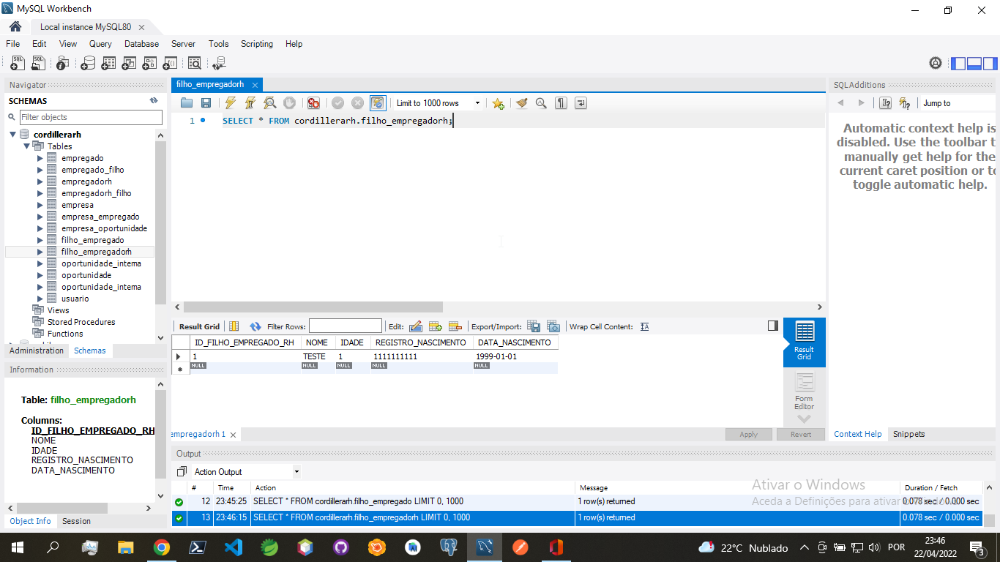 MySQL Workbench
Local instance MySQL80
File Edit View Query Database Server Tools Scripting Help
Navigator
SCHEMAS
Filter objects
cordillerarh
Tables
empregado
empregado_filho
empregadorh
empregadorh_filho
empresa
empresa_empregado
empresa_oportunidade
filho_empregado
filho_empregadorh
oportunidade_interna
oportunidade
oportunidade_interna
usuario
Views
Stored Procedures
Functions
Administration Schemas
Information
Table: filho_empregadorh
Columns:
ID_FILHO_EMPREGADO_RH
NOME
IDADE
REGISTRO_NASCIMENTO
DATA_NASCIMENTO
Object Info Session
filho_empregadorh
Limit to 1000 rows
1 SELECT * FROM cordillerarh.filho_empregadorh;
Result Grid Filter Rows: Edit: Export/Import: Wrap Cell Content:
ID_FILHO_EMPREGADO_RH NOME IDADE REGISTRO_NASCIMENTO DATA_NASCIMENTO
1 TESTE 1 1111111111 1999-01-01
NULL NULL NULL NULL NULL
Result
Grid
Form
Editor
empregadorh 1
Apply Revert
SQLAdditions
Jump to
Automatic context help is
disabled. Use the toolbar t
manually get help for the
current caret position or to
toggle automatic help.
Context Help Snippets
Output
Action Output
# Time Action Message Duration / Fetch
12 23:45:25 SELECT * FROM cordillerarh.filho_empregado LIMIT 0, 1000 1 row(s) returned 0.078 sec / 0.000 sec
13 23:46:15 SELECT * FROM cordillerarh.filho_empregadorh LIMIT 0, 1000 1 row(s) returned 0.078 sec / 0.000 sec
Ativar o Windows
Aceda a Definições para ativar o Windows.
22°C Nublado
POR
23:46
22/04/2022
3